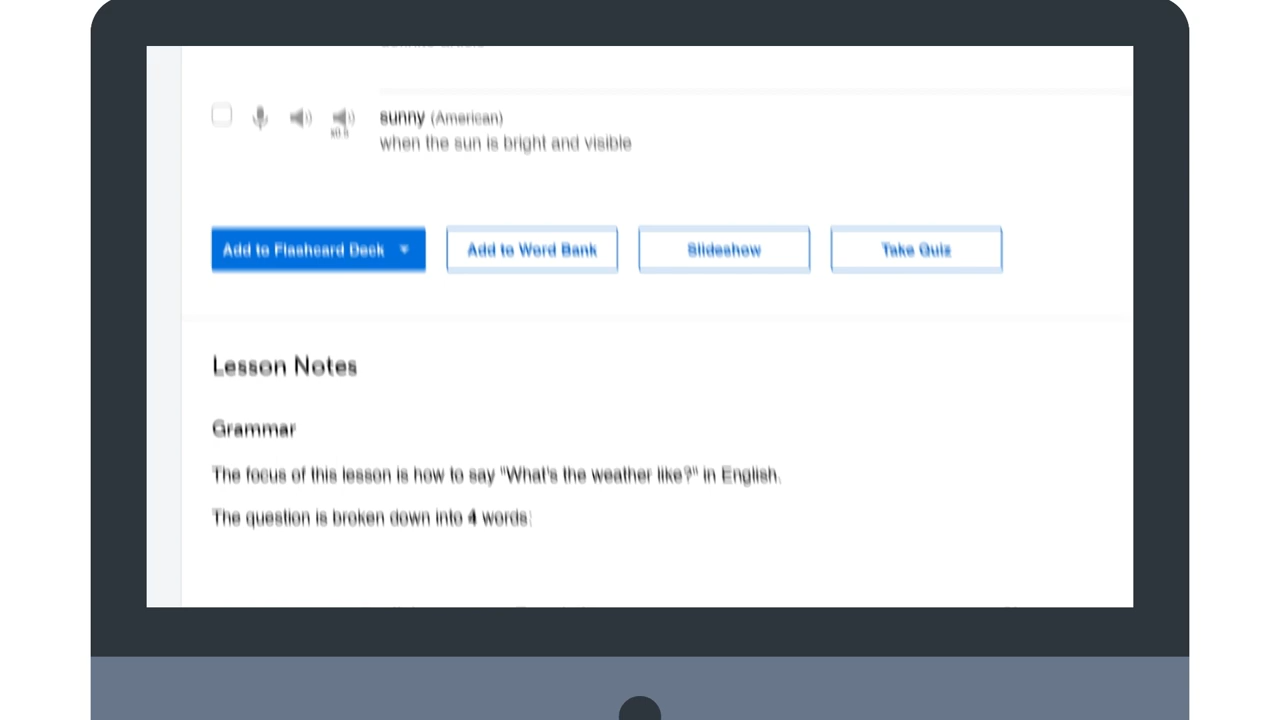 sunny (American)
x0.5
when the sun is bright and visible
Add to Flashcard Deck
Add to Word Bank
Slideshow
Take Quiz
Lesson Notes
Grammar
The focus of this lesson is how to say "What's the weather like?" in English.
The question is broken down into 4 words: